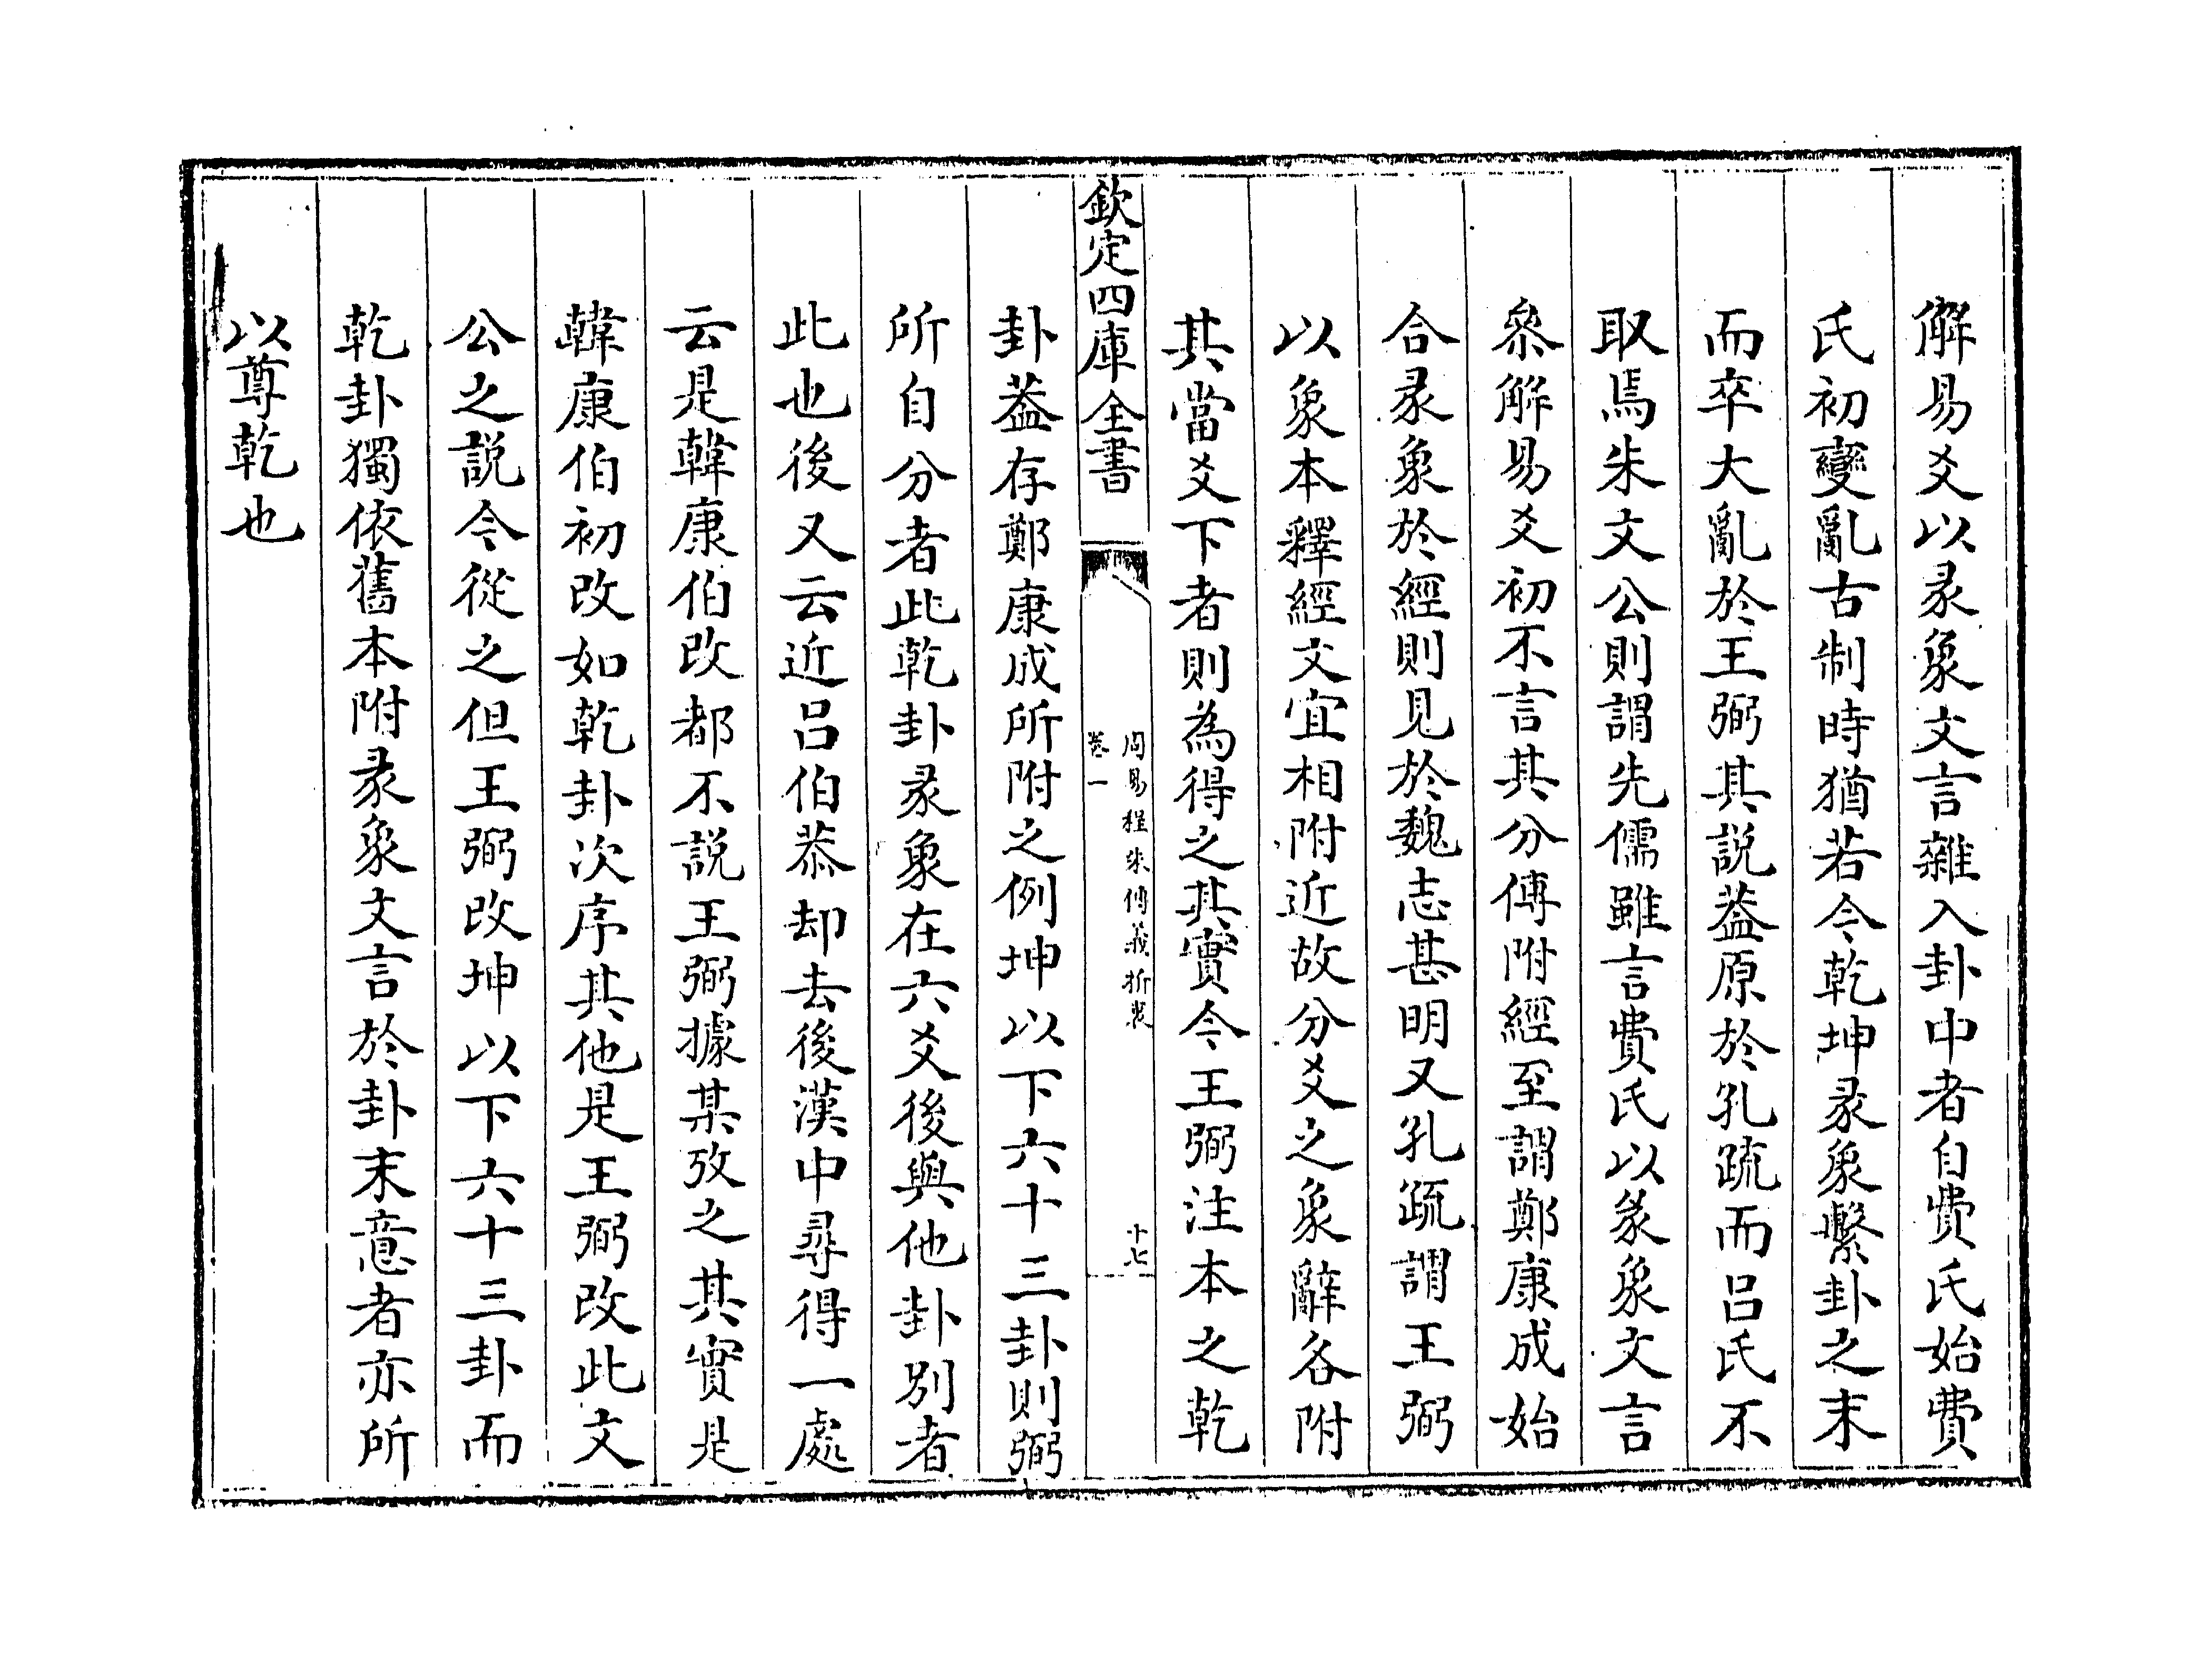 解易爻以彖象文言雜入卦中者自費氏始費
氏初變亂古制時猶若今乾坤彖象繫卦之末
而卒大亂於王弼其説葢原於孔疏而吕氏不
取焉朱文公則謂先儒雖言費氏以彖象文言
叅解易爻初不言其分傅附經至謂鄭康成始
合彖象於經則見於魏志甚明又孔疏謂王弼
以象本釋經文宜相附近故分爻之象辭各附
其當爻下者則為得之其實今王弼注本之乾
欽定四庫全書
周易程朱傳義折衷
卷一
十七
卦葢存鄭康成所附之例坤以下六十三卦則弼
所自分者此乾卦彖象在六爻後與他卦別者
此也後又云近吕伯恭却去後漢中尋得一處
云是韓康伯改都不説王弼據某攷之其實是
韓康伯初改如乾卦次序其他是王弼改此文
公之説今從之但王弼改坤以下六十三卦而
乾卦獨依舊本附彖象文言於卦末意者亦所
以尊乾也